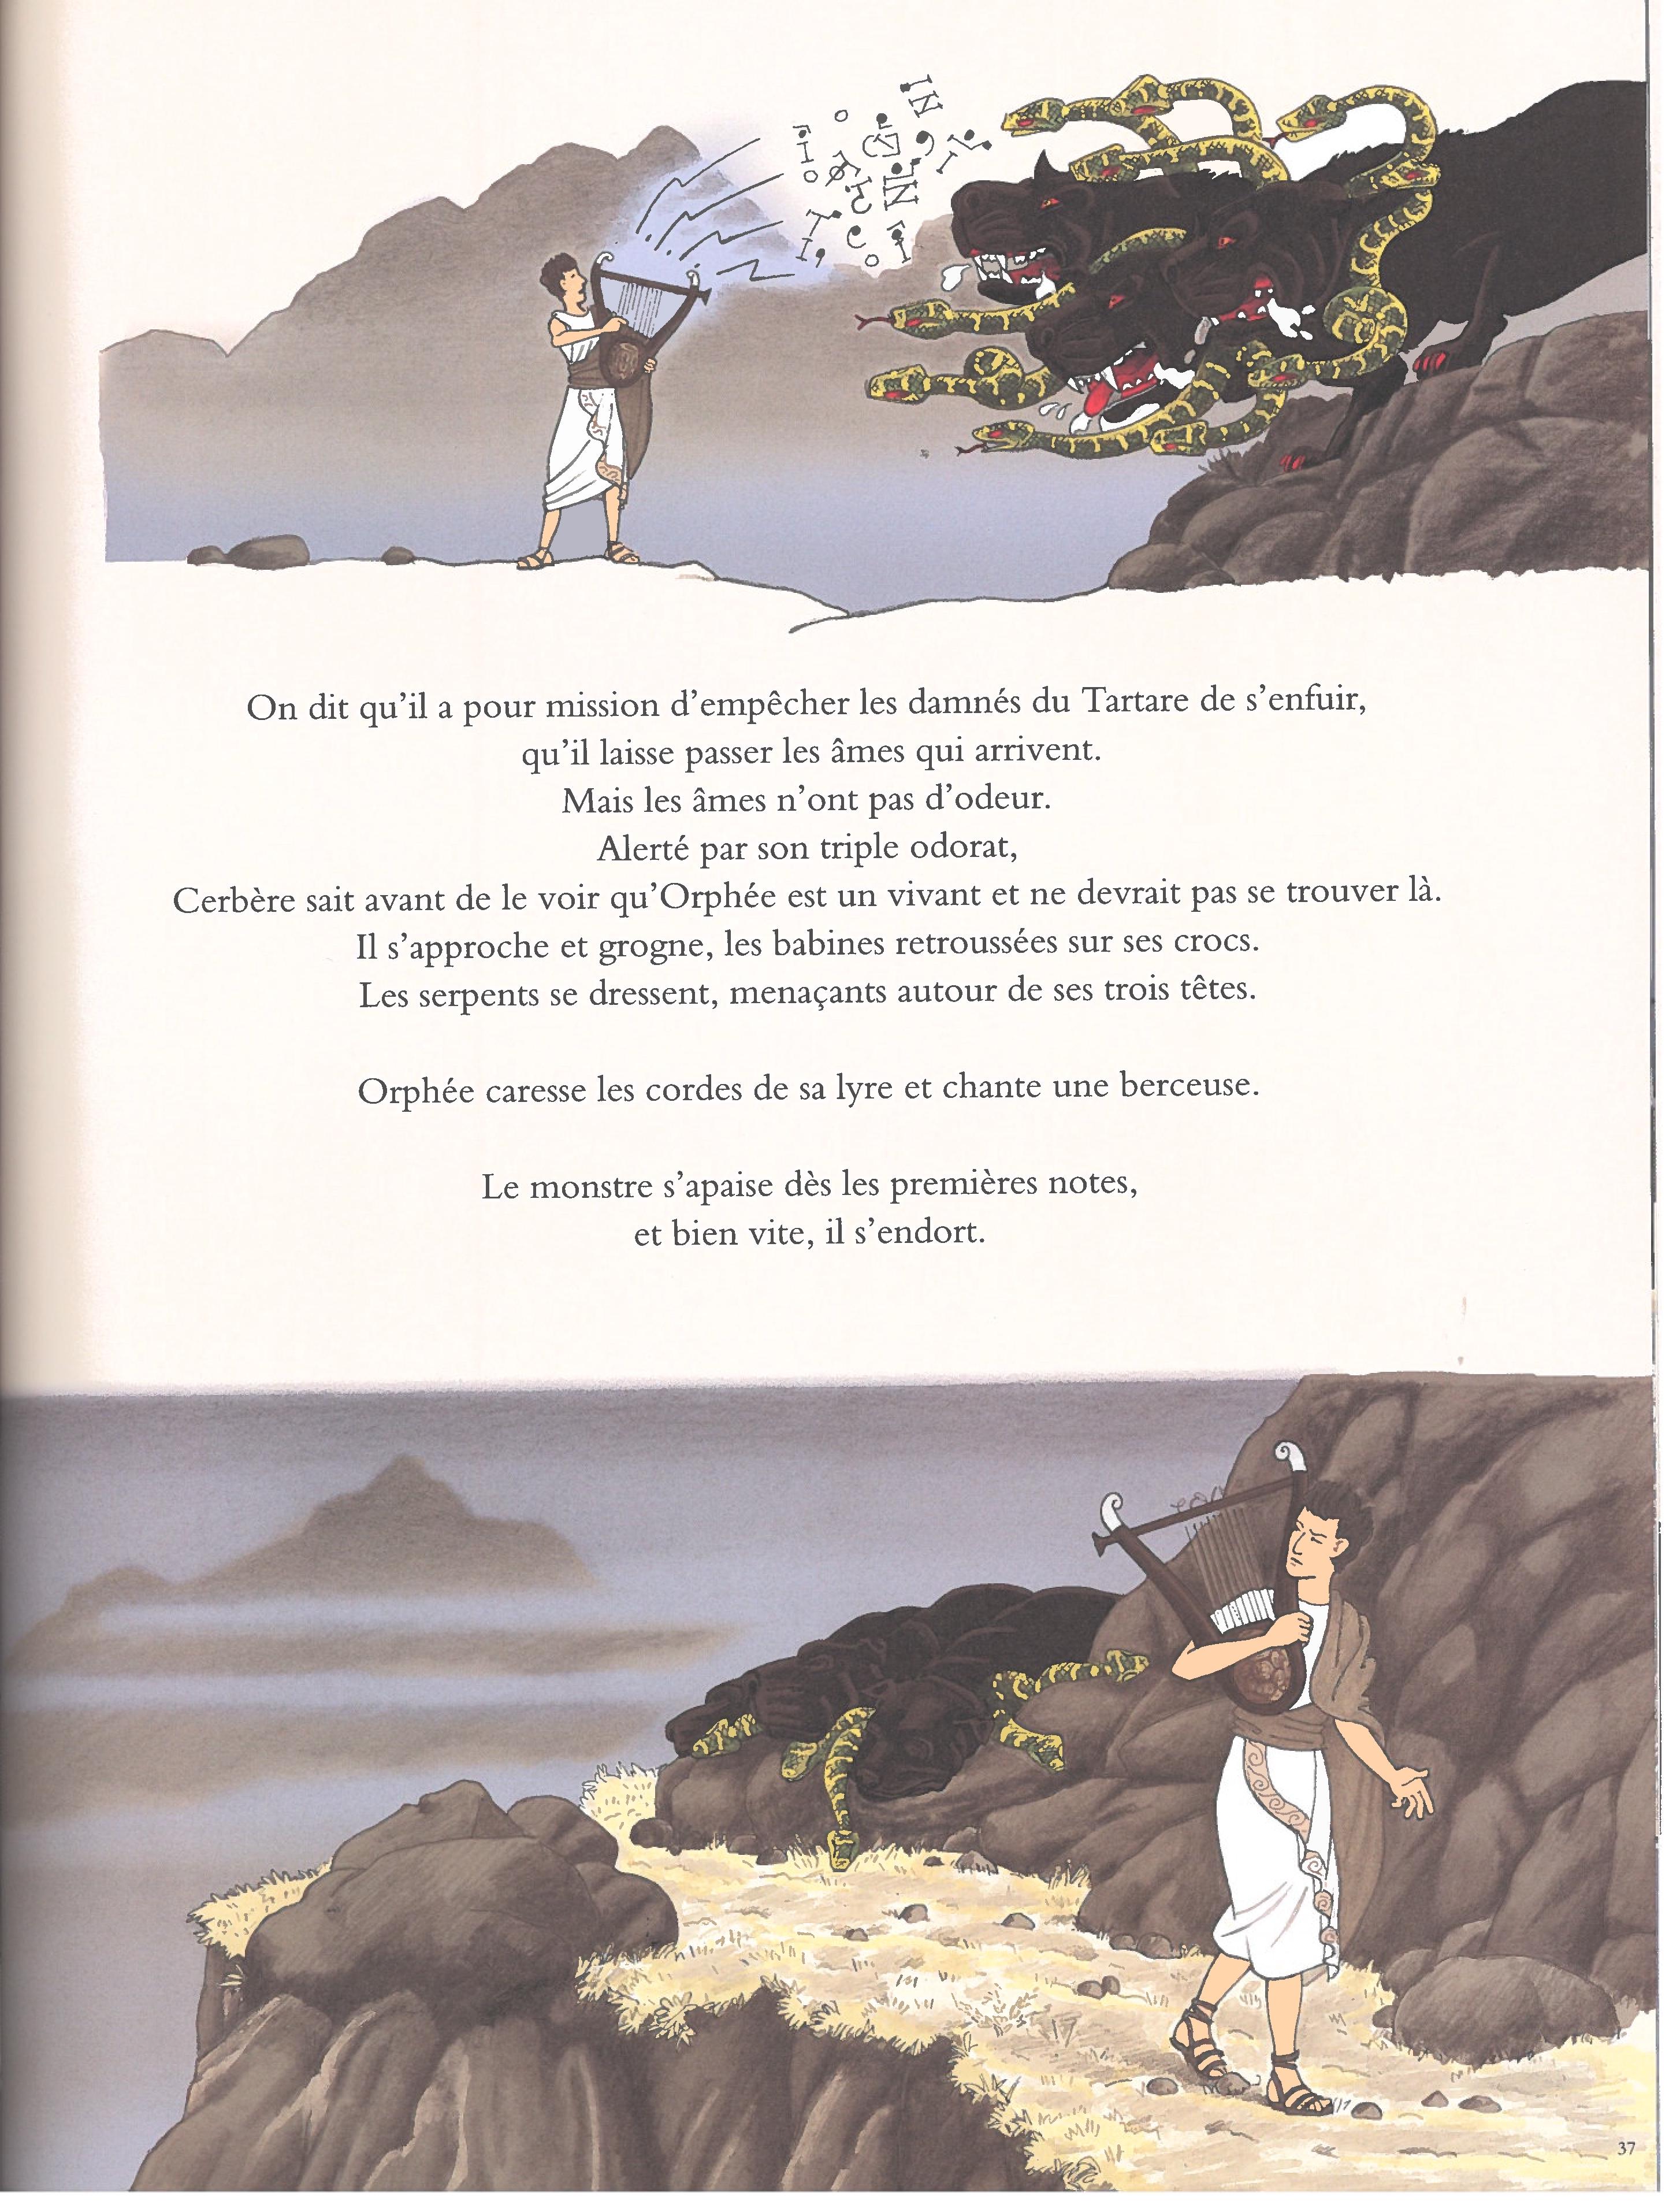 On dit qu'il a pour mission d'empêcher les damnés du Tartare de s'enfuir,
qu'il laisse passer les âmes qui arrivent.
Mais les âmes n'ont pas d'odeur.
Alerté par son triple odorat,
Cerbère sait avant de le voir qu'Orphée est un vivant et ne devrait pas se trouver là.
Il s'approche et grogne, les babines retroussées sur ses crocs.
Les serpents se dressent, menaçants autour de ses trois têtes.
Orphée caresse les cordes de sa lyre et chante une berceuse.
Le monstre s'apaise dès les premières notes,
et bien vite, il s'endort.
37